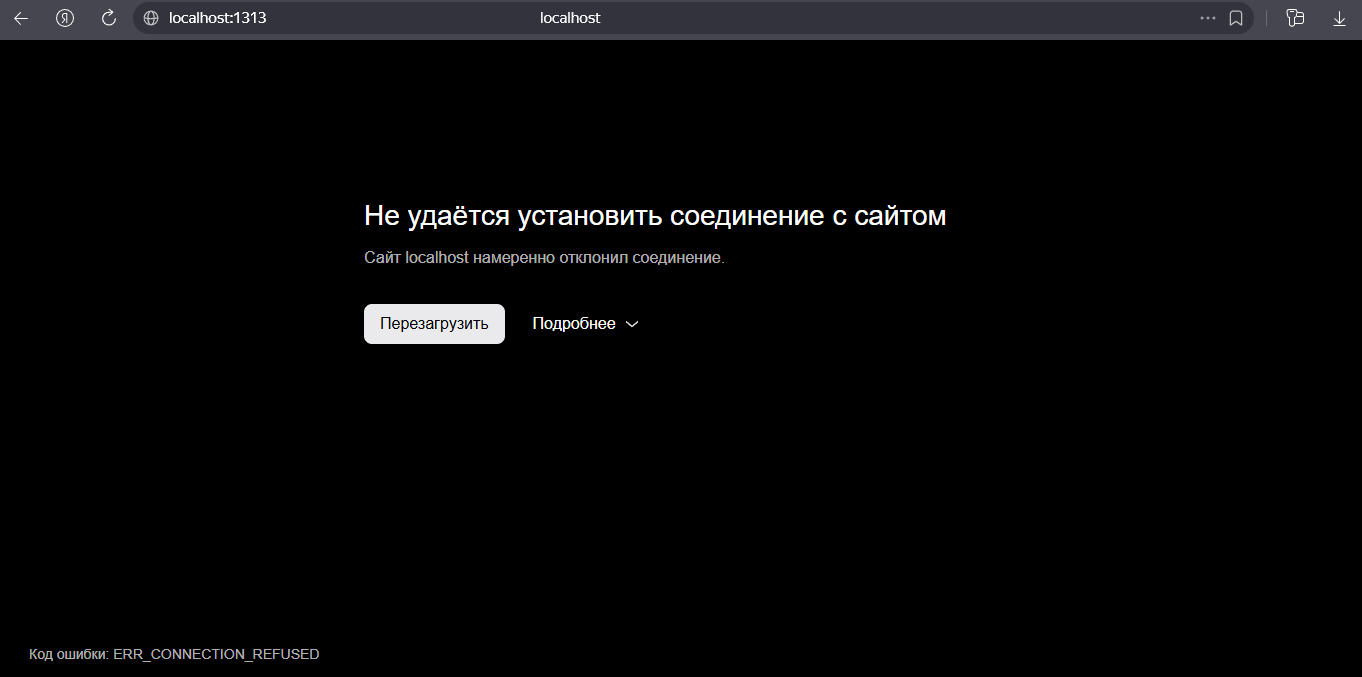 localhost:1313
localhost
Не удаётся установить соединение с сайтом
Сайт localhost намеренно отклонил соединение.
Перезагрузить
Подробнее
Код ошибки: ERR_CONNECTION_REFUSED